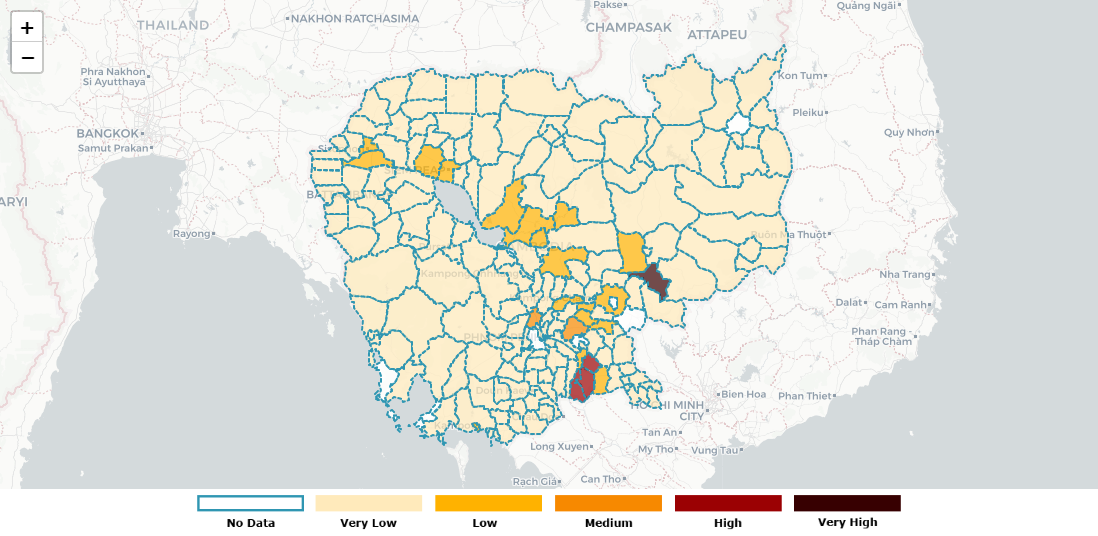 +
−
THAILAND
NAKHON RATCHASIMA
Pakse
Quảng Ngãi
CHAMPASAK
ATTAPEU
Phra Nakhon
Si Ayutthaya
Kon Tum
Pleiku
BANGKOK
Samut Prakan
Quy Nhơn
ARYI
Rayong
Buôn Ma Thuột
Nha Trang
Dalat
Cam Ranh
Phan Rang -
Tháp Chàm
Bien Hoa
Phan Thiet
HO CHI MINH
CITY
Tan An
My Tho
Vung Tau
Long Xuyen
Rạch Giá
Can Tho
No Data
Very Low
Low
Medium
High
Very High